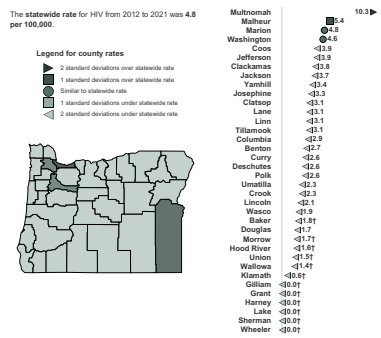 The statewide rate for HIV from 2012 to 2021 was 4.8
per 100,000.
Legend for county rates
2 standard deviations over statewide rate
1 standard deviations over statewide rate
Similar to statewide rate
1 standard deviations under statewide rate
2 standard deviations under statewide rate
Multnomah 10.3
Malheur 5.4
Marion 4.8
Washington 4.6
Coos 3.9
Jefferson 3.9
Clackamas 3.8
Jackson 3.7
Yamhill 3.4
Josephine 3.3
Clatsop 3.1
Lane 3.1
Linn 3.1
Tillamook 3.1
Columbia 2.9
Benton 2.7
Curry 2.6
Deschutes 2.6
Polk 2.6
Umatilla 2.3
Crook 2.3
Lincoln 2.1
Wasco 1.9
Baker 1.8†
Douglas 1.7
Morrow 1.7†
Hood River 1.6†
Union 1.5†
Wallowa 1.4†
Klamath 0.6†
Gilliam 0.0†
Grant 0.0†
Harney 0.0†
Lake 0.0†
Sherman 0.0†
Wheeler 0.0†